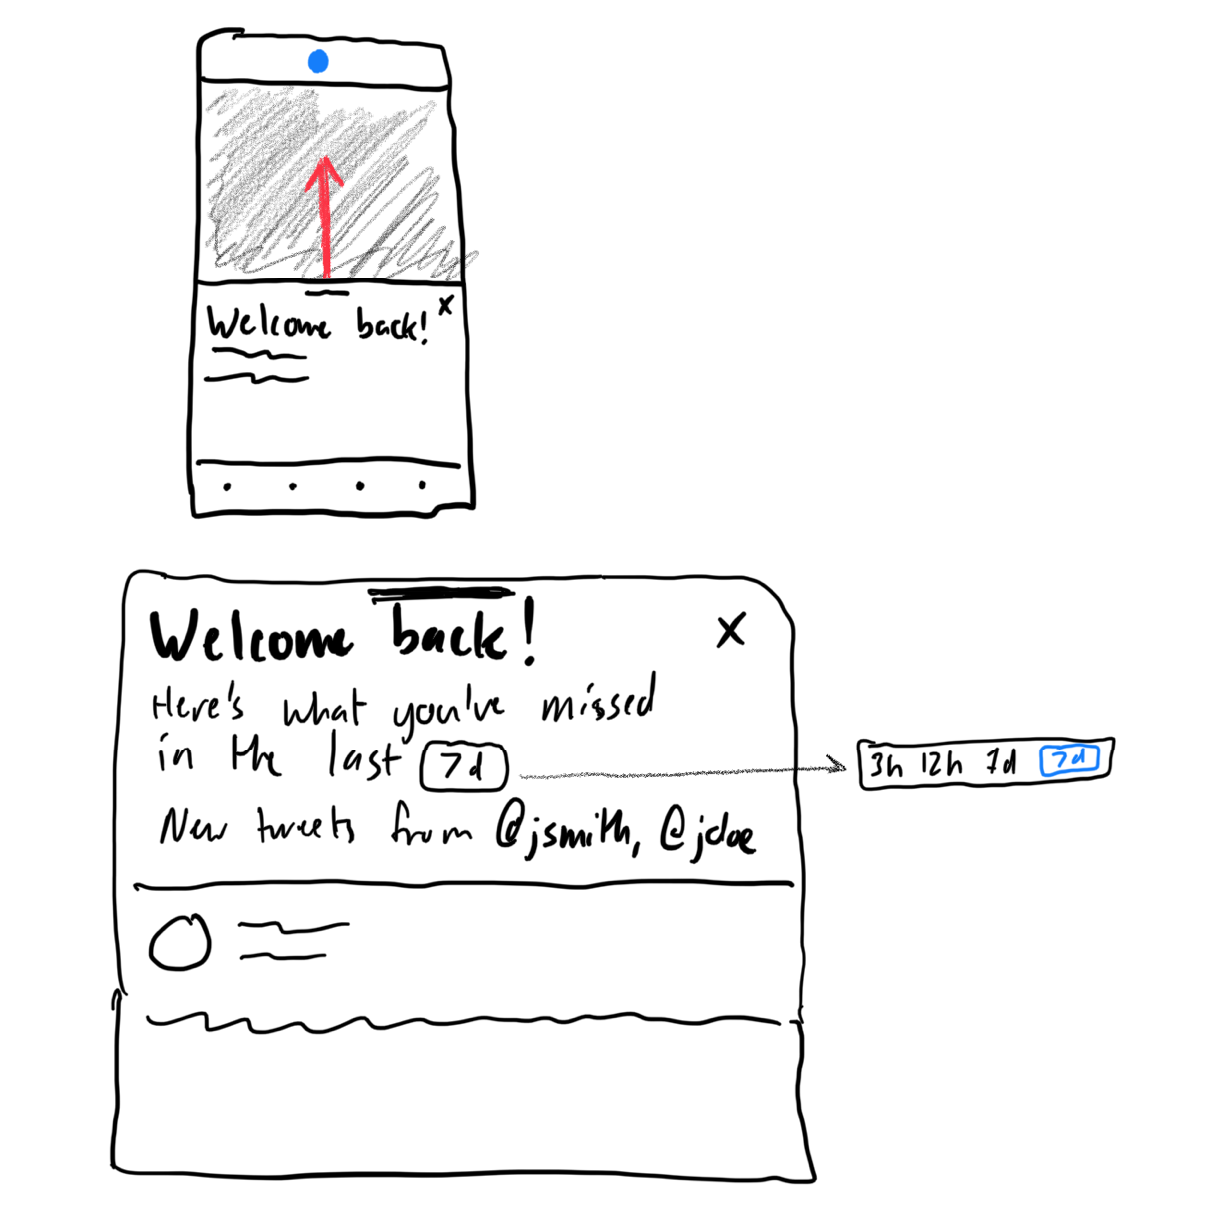 Welcome back! x
Welcome back! X
Here's what you've missed
in the last 7d
3h 12h 7d 7d
New tweets from @jsmith, @jdoe